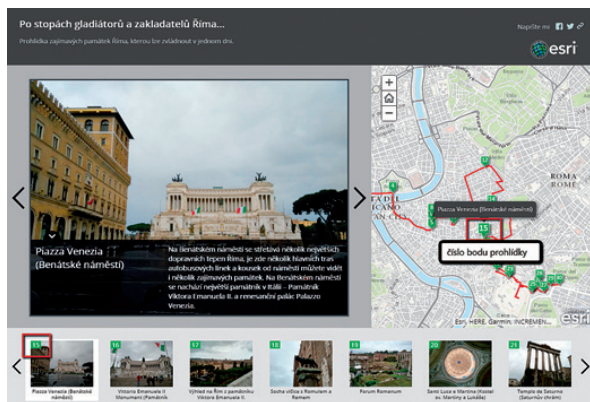 Po stopách gladiátorů a zakladatelů Říma...
Prohlídka zajímavých památek Říma, kterou lze zvládnout v jednom dni.
Napište mi
esri
Piazza Venezia
(Benátské náměstí)
Na Benátském náměstí se střetává několik největších
dopravních tepen Říma, je zde několik hlavních tras
autobusových linek a kousek od náměstí můžete vidět
i několik zajímavých památek. Na Benátském náměstí
se nachází největší památník v Itálii - Památník
Viktora Emanuela II. a renesanční palác Palazzo
Venezia.
ROMA
ROME
Piazza Venezia (Benátské náměstí)
15
číslo bodu prohlídky
Esri, HERE, Garmin, INCREMEN...
esri
15
16
17
18
19
20
21
Piazza Venezia (Benátské
náměstí)
Vittorio Emanuele II
Monument (Památník
Výhled na Řím z památníku
Viktora Emanuela II.
Socha vlčice s Romulem a
Remem
Forum Romanum
Santi Luca e Martina (Kostel
sv. Martiny a Lukáše)
Templo de Saturno
(Saturnův chrám)